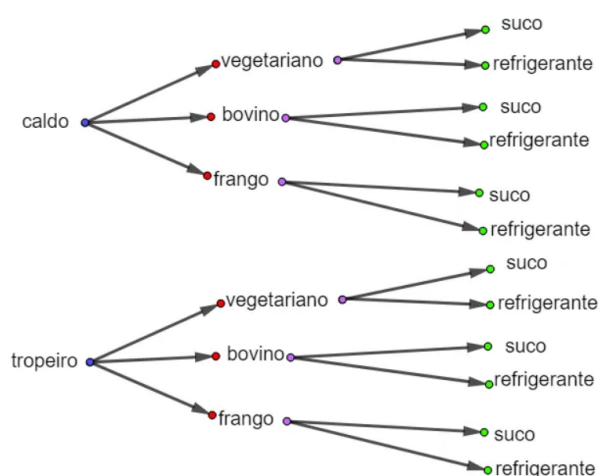 suco
vegetariano
refrigerante
suco
caldo
bovino
refrigerante
frango
suco
refrigerante
suco
vegetariano
refrigerante
suco
tropeiro
bovino
refrigerante
frango
suco
refrigerante